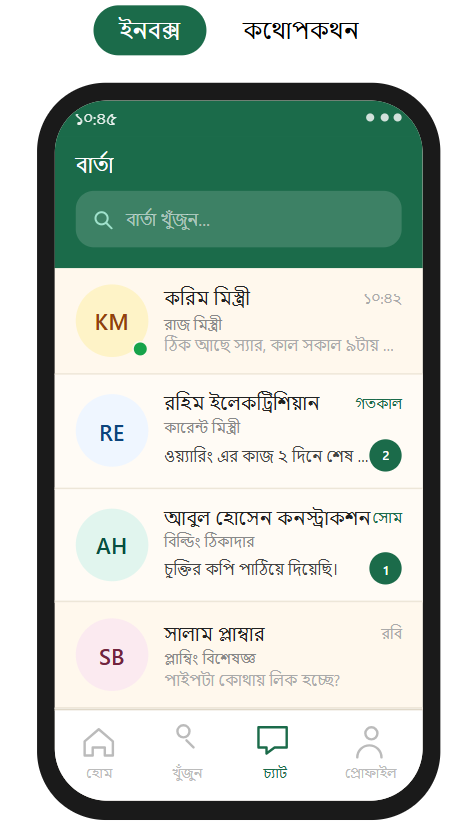 ইনবক্স
কথোপকথন
১০:৪৫
বার্তা
বার্তা খুঁজুন...
KM
করিম মিস্ত্রী
১০:৪২
রাজ মিস্ত্রী
ঠিক আছে স্যার, কাল সকাল ৯টায় ...
RE
রহিম ইলেকট্রিশিয়ান
গতকাল
কারেন্ট মিস্ত্রী
ওয়্যারিং এর কাজ ২ দিনে শেষ ...
2
AH
আবুল হোসেন কনস্ট্রাকশন
সোম
বিল্ডিং ঠিকাদার
চুক্তির কপি পাঠিয়ে দিয়েছি।
1
SB
সালাম প্লাম্বার
রবি
প্লাম্বিং বিশেষজ্ঞ
পাইপটা কোথায় লিক হচ্ছে?
হোম
খুঁজুন
চ্যাট
প্রোফাইল